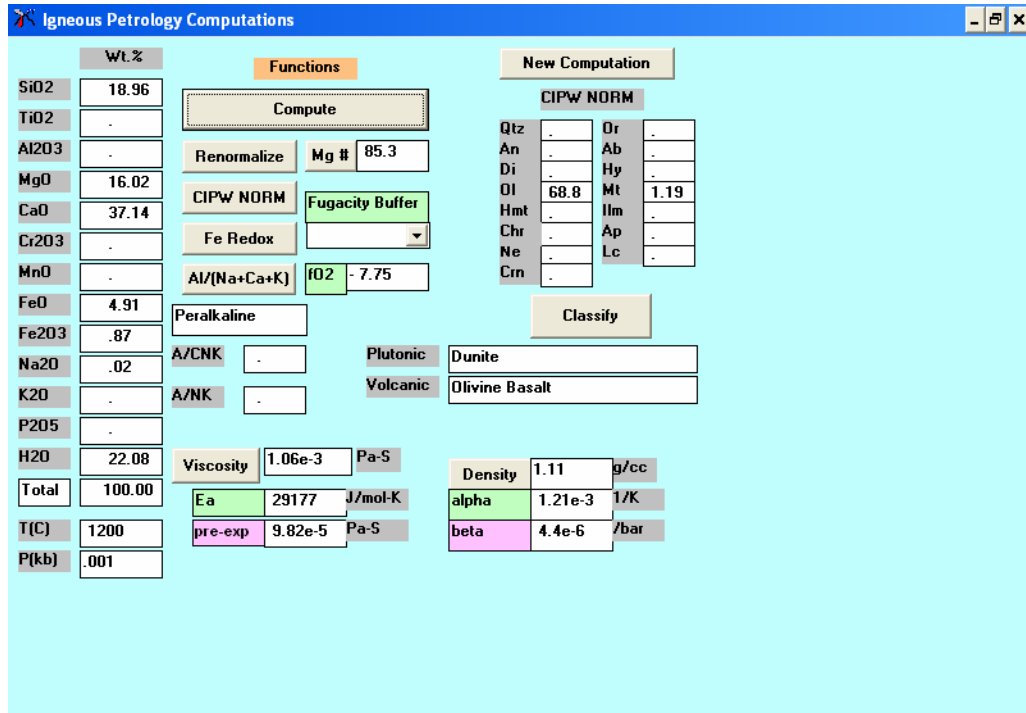 Igneous Petrology Computations
Wt.%
SiO2 18.96
TiO2 .
Al2O3 .
MgO 16.02
CaO 37.14
Cr2O3 .
MnO .
FeO 4.91
Fe2O3 .87
Na2O .02
K2O .
P2O5 .
H2O 22.08
Total 100.00
T(C) 1200
P(kb) .001
Functions
Compute
Renormalize Mg # 85.3
CIPW NORM Fugacity Buffer
Fe Redox
Al/(Na+Ca+K) fO2 - 7.75
Peralkaline
A/CNK .
A/NK .
Viscosity 1.06e-3 Pa-S
Ea 29177 J/mol-K
pre-exp 9.82e-5 Pa-S
New Computation
CIPW NORM
Qtz . Or .
An . Ab .
Di . Hy .
Ol 68.8 Mt 1.19
Hmt . Ilm .
Chr . Ap .
Ne . Lc .
Crn .
Classify
Plutonic Dunite
Volcanic Olivine Basalt
Density 1.11 g/cc
alpha 1.21e-3 1/K
beta 4.4e-6 /bar